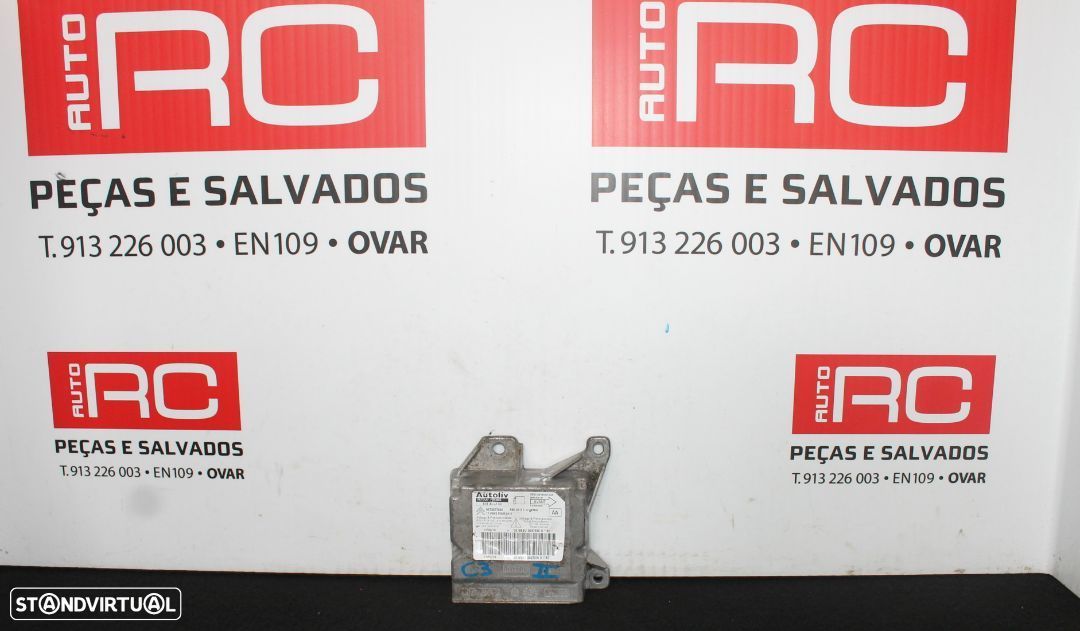 AUTO RC
PEÇAS E SALVADOS
T. 913 226 003 • EN109 • OVAR
AUTO RC
PEÇAS E SALVADOS
T. 913 226 003 • EN109 • OVAR
AUTO RC
PEÇAS E SALVADOS
T. 913 226 003 • EN109 • OVAR
AUTO RC
PEÇAS E SALVADOS
T. 913 226 003 • EN109 • OVAR
Autoliv
AA
C3 II
STANDVIRTUAL